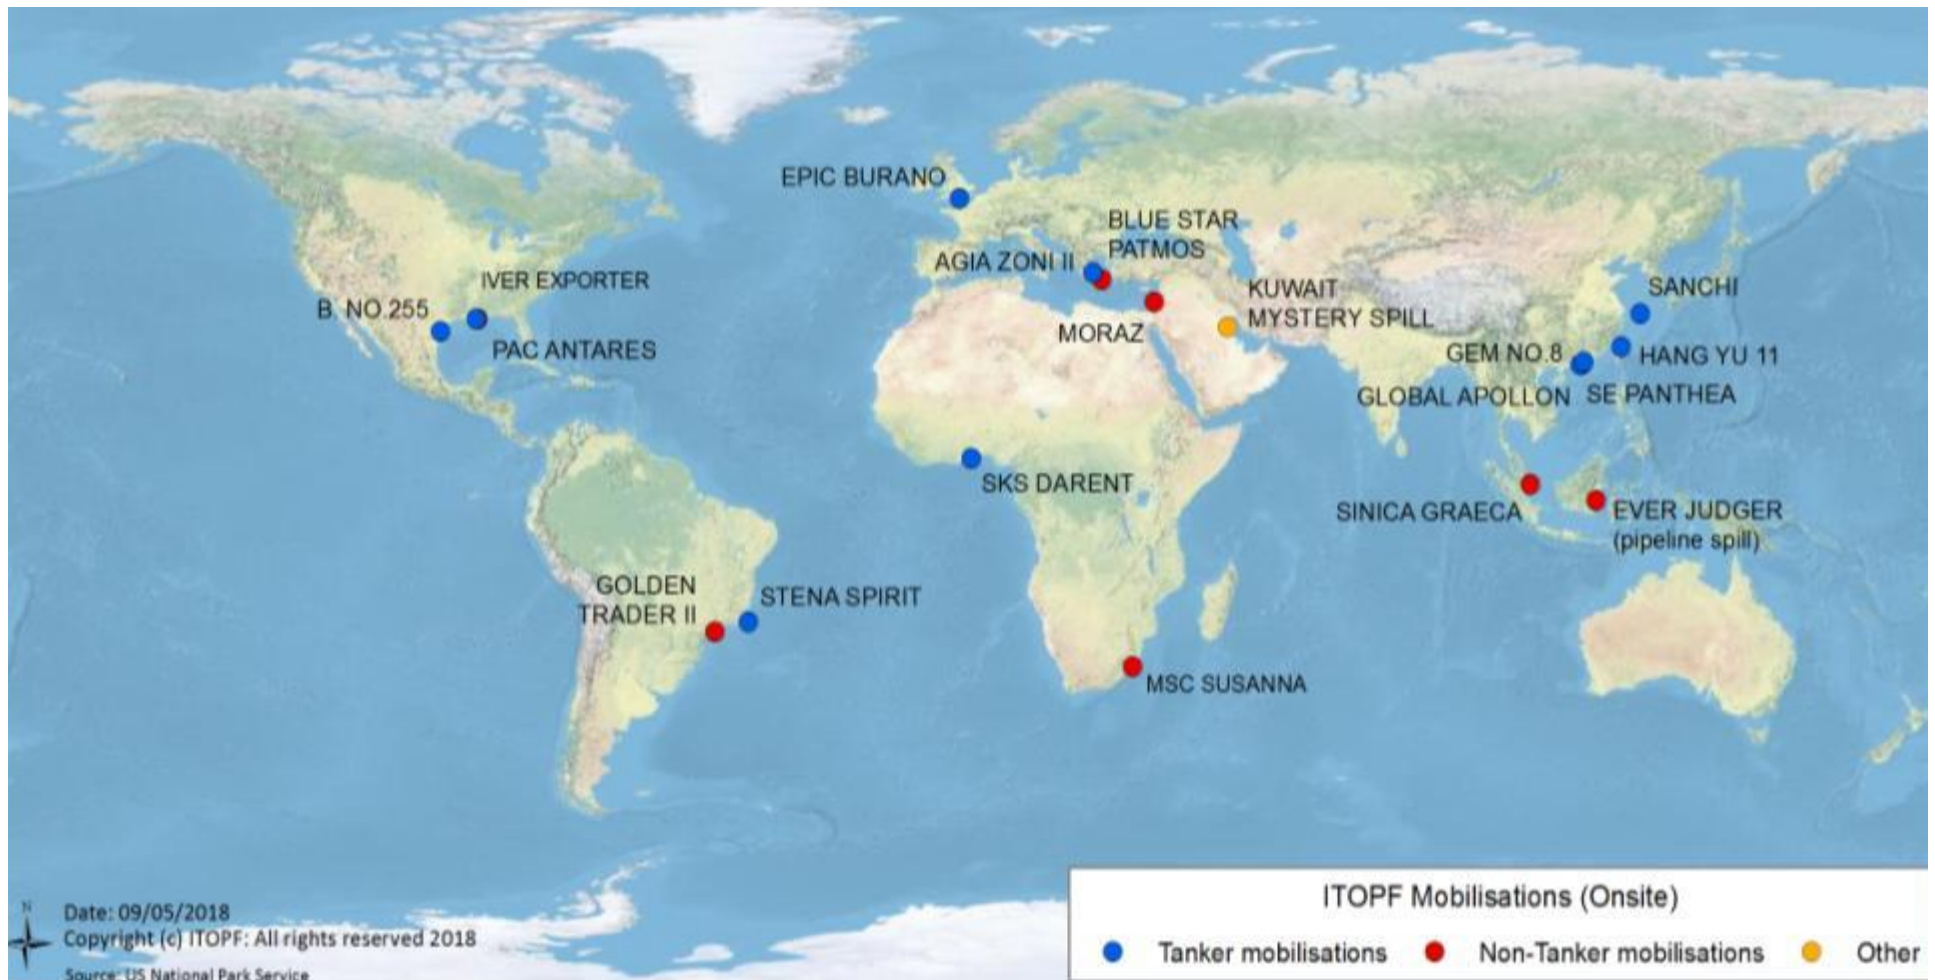 EPIC BURANO
BLUE STAR
PATMOS
AGIA ZONI II
IVER EXPORTER
KUWAIT
MYSTERY SPILL
SANCHI
B. NO.255
MORAZ
PAC ANTARES
GEM NO.8
HANG YU 11
GLOBAL APOLLON
SE PANTHEA
SKS DARENT
SINICA GRAECA
EVER JUDGER
(pipeline spill)
GOLDEN
TRADER II
STENA SPIRIT
MSC SUSANNA
ITOPF Mobilisations (Onsite)
Tanker mobilisations Non-Tanker mobilisations Other
N
Date: 09/05/2018
Copyright (c) ITOPF: All rights reserved 2018
Source: US National Park Service